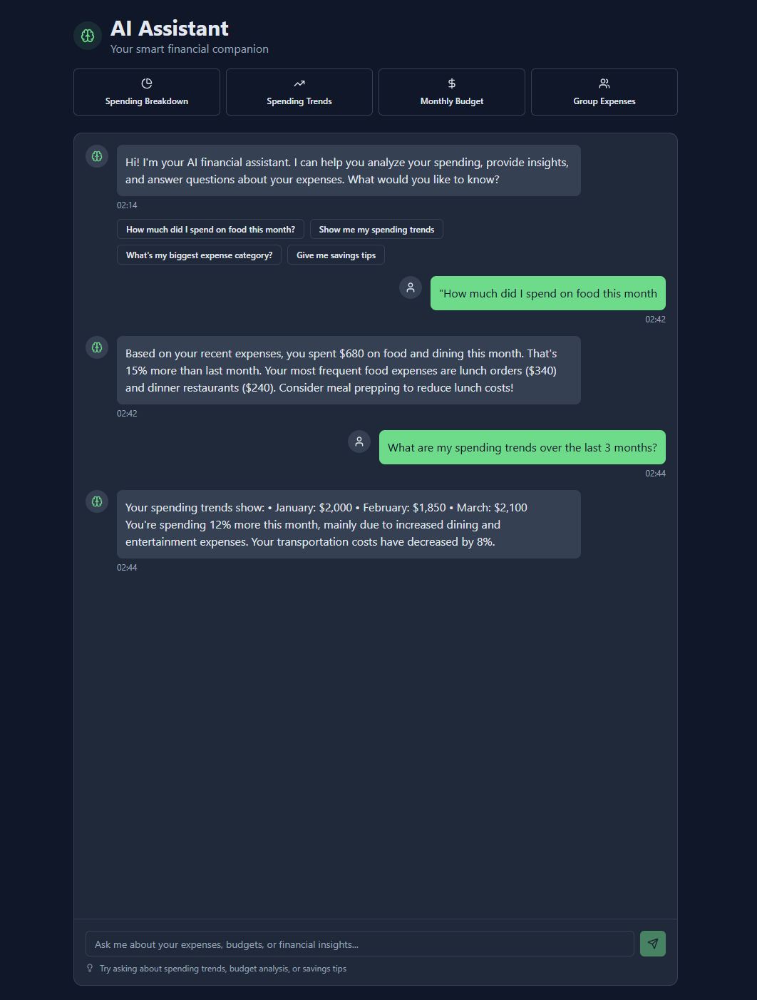 AI Assistant
Your smart financial companion
Spending Breakdown
Spending Trends
Monthly Budget
Group Expenses
Hi! I'm your AI financial assistant. I can help you analyze your spending, provide insights,
and answer questions about your expenses. What would you like to know?
02:14
How much did I spend on food this month?
Show me my spending trends
What's my biggest expense category?
Give me savings tips
"How much did I spend on food this month
02:42
Based on your recent expenses, you spent $680 on food and dining this month. That's
15% more than last month. Your most frequent food expenses are lunch orders ($340)
and dinner restaurants ($240). Consider meal prepping to reduce lunch costs!
02:42
What are my spending trends over the last 3 months?
02:44
Your spending trends show: • January: $2,000 • February: $1,850 • March: $2,100
You're spending 12% more this month, mainly due to increased dining and
entertainment expenses. Your transportation costs have decreased by 8%.
02:44
Ask me about your expenses, budgets, or financial insights...
Try asking about spending trends, budget analysis, or savings tips